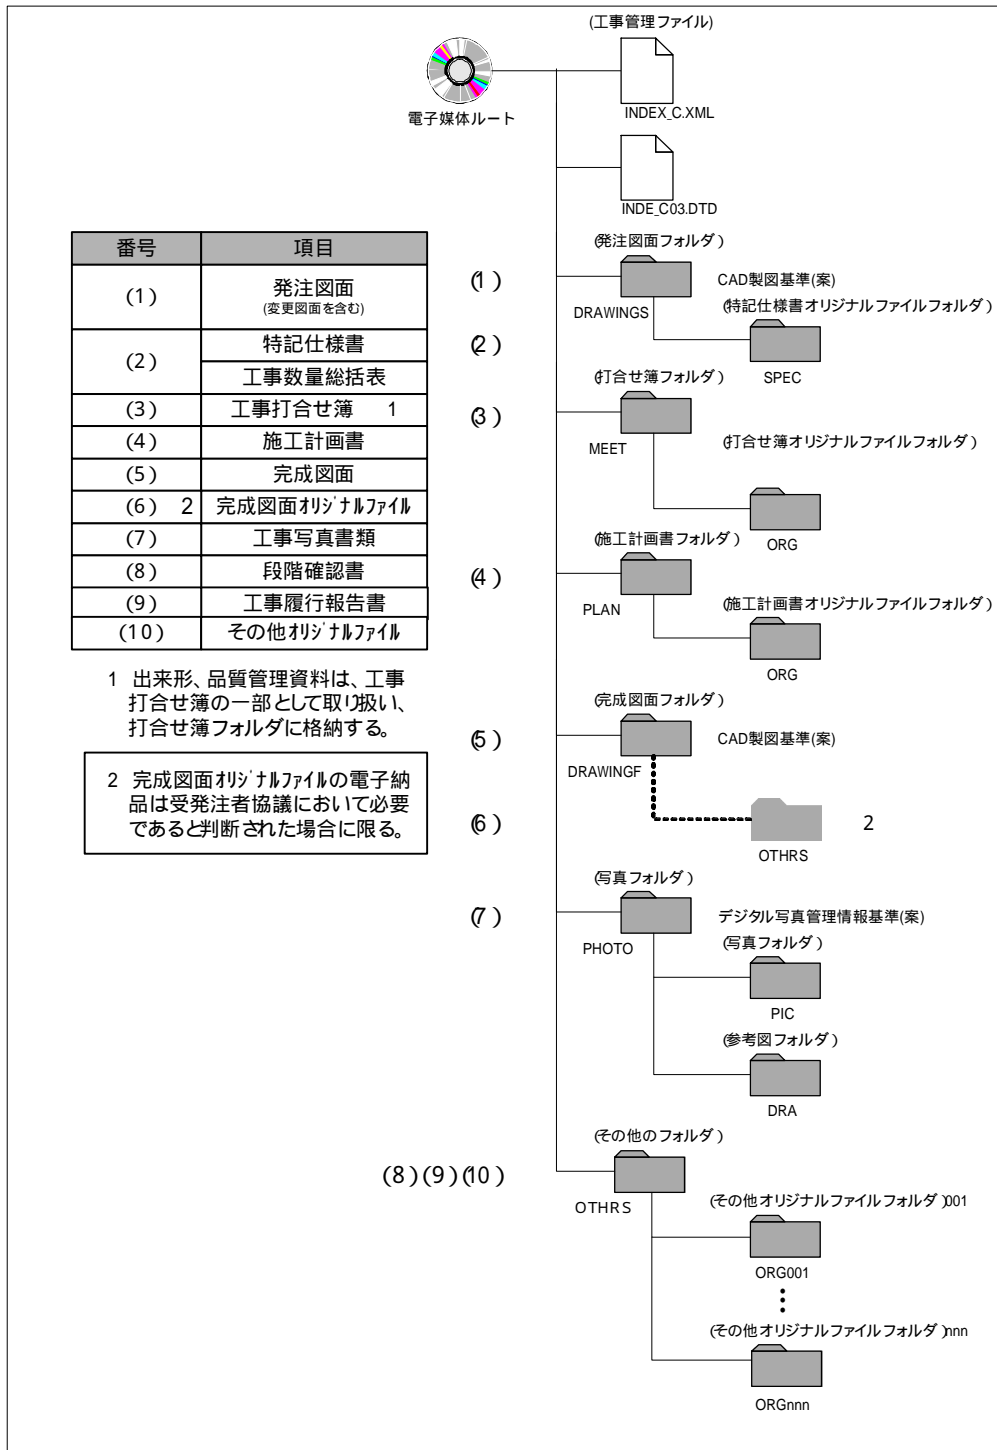 (工事管理ファイル)
電子媒体ルート
INDEX_C.XML
INDE_C03.DTD
番号 項目
(1) 発注図面
(変更図面を含む)
(2) 特記仕様書
工事数量総括表
(3) 工事打合せ簿 1
(4) 施工計画書
(5) 完成図面
(6) 2 完成図面オリジナルファイル
(7) 工事写真書類
(8) 段階確認書
(9) 工事履行報告書
(10) その他オリジナルファイル
1 出来形、品質管理資料は、工事
打合せ簿の一部として取り扱い、
打合せ簿フォルダに格納する。
2 完成図面オリジナルファイルの電子納
品は受発注者協議において必要
であると判断された場合に限る。
(発注図面フォルダ)
(1)
CAD製図基準(案)
DRAWINGS
(特記仕様書オリジナルファイルフォルダ)
(2)
SPEC
(打合せ簿フォルダ)
(3)
MEET
(打合せ簿オリジナルファイルフォルダ)
ORG
(施工計画書フォルダ)
(4)
PLAN
(施工計画書オリジナルファイルフォルダ)
ORG
(完成図面フォルダ)
(5)
CAD製図基準(案)
DRAWINGF
(6)
2
OTHRS
(写真フォルダ)
(7)
デジタル写真管理情報基準(案)
PHOTO
(写真フォルダ)
PIC
(参考図フォルダ)
DRA
(その他のフォルダ)
(8)(9)(10)
OTHRS
(その他オリジナルファイルフォルダ)001
ORG001
(その他オリジナルファイルフォルダ)nnn
ORGnnn